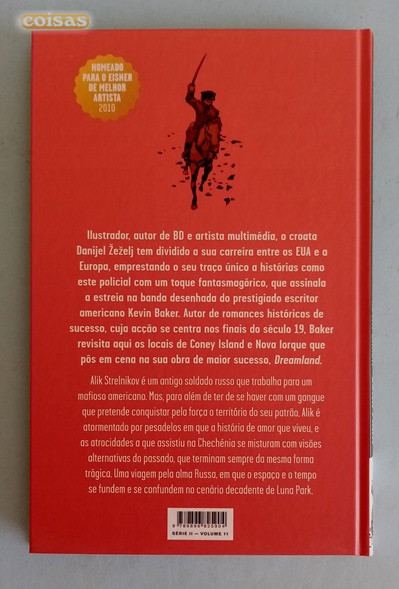 coisas
NOMEADO
PARA O EISNER
DE MELHOR
ARTISTA
2010
Ilustrador, autor de BD e artista multimédia, o croata
Danijel Žeželj tem dividido a sua carreira entre os EUA e a
Europa, emprestando o seu traço único a histórias como
este policial com um toque fantasmagórico, que assinala
a estreia na banda desenhada do prestigiado escritor
americano Kevin Baker. Autor de romances históricos de
sucesso, cuja acção se centra nos finais do século 19, Baker
revisita aqui os locais de Coney Island e Nova Iorque que
pôs em cena na sua obra de maior sucesso, Dreamland.
Alik Strelnikov é um antigo soldado russo que trabalha para um
mafioso americano. Mas, para além de ter de se haver com um gangue
que pretende conquistar pela força o território do seu patrão, Alik é
atormentado por pesadelos em que a história de amor que viveu, e
as atrocidades a que assistiu na Chechénia se misturam com visões
alternativas do passado, que terminam sempre da mesma forma
trágica. Uma viagem pela alma Russa, em que o espaço e o tempo
se fundem e se confundem no cenário decadente de Luna Park.
SÉRIE II – VOLUME 11